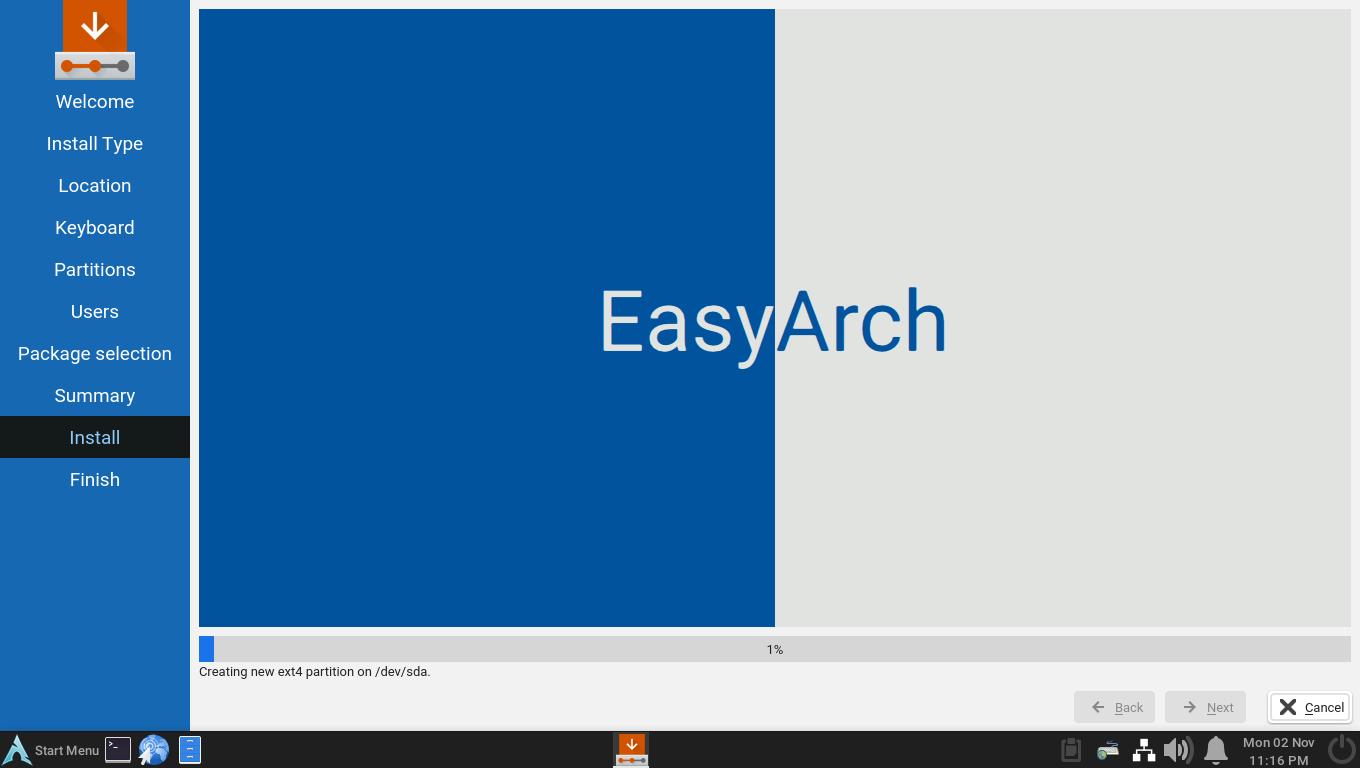 Welcome
Install Type
Location
Keyboard
Partitions
Users
Package selection
Summary
Install
Finish
EasyArch
1%
Creating new ext4 partition on /dev/sda.
Back
Next
Cancel
Start Menu
>_
Mon 02 Nov
11:16 PM